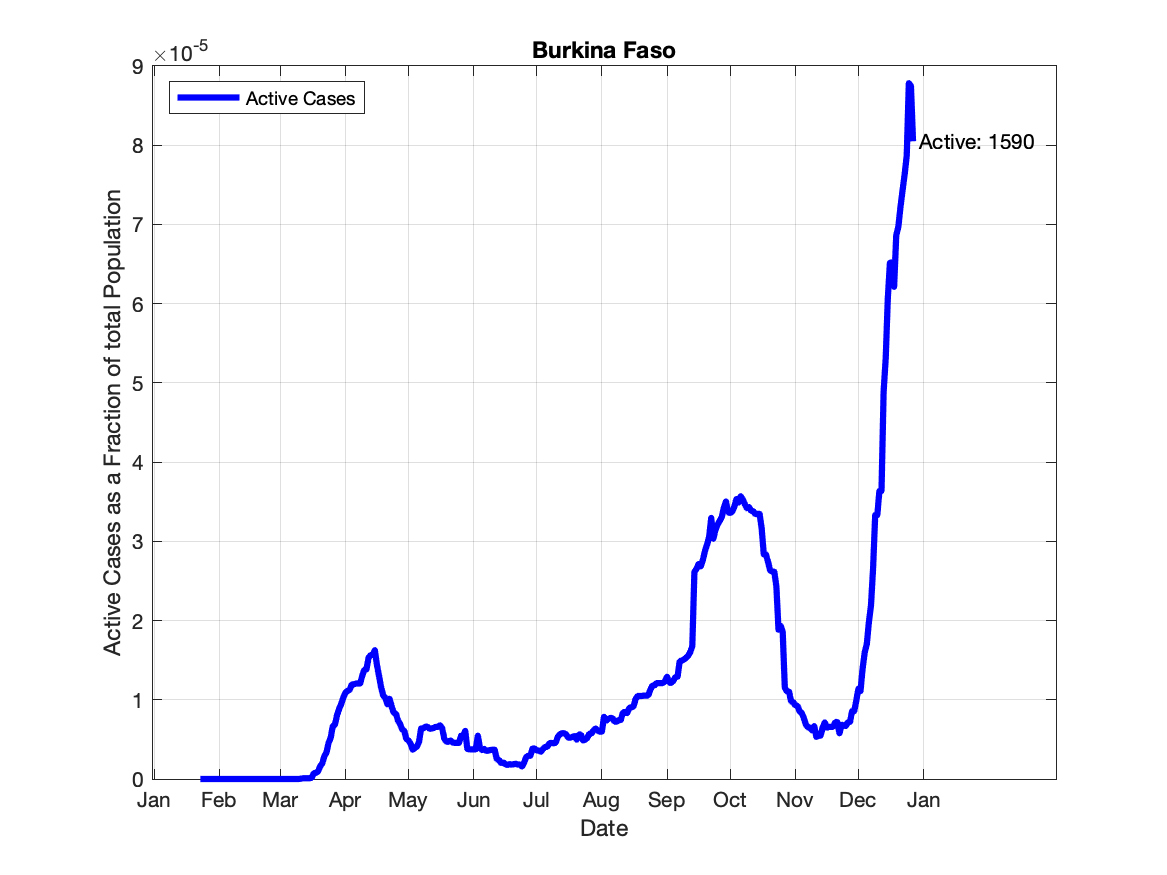 Burkina Faso
×10-5
Active Cases
Active: 1590
Active Cases as a Fraction of total Population
9
8
7
6
5
4
3
2
1
0
Jan Feb Mar Apr May Jun Jul Aug Sep Oct Nov Dec Jan
Date